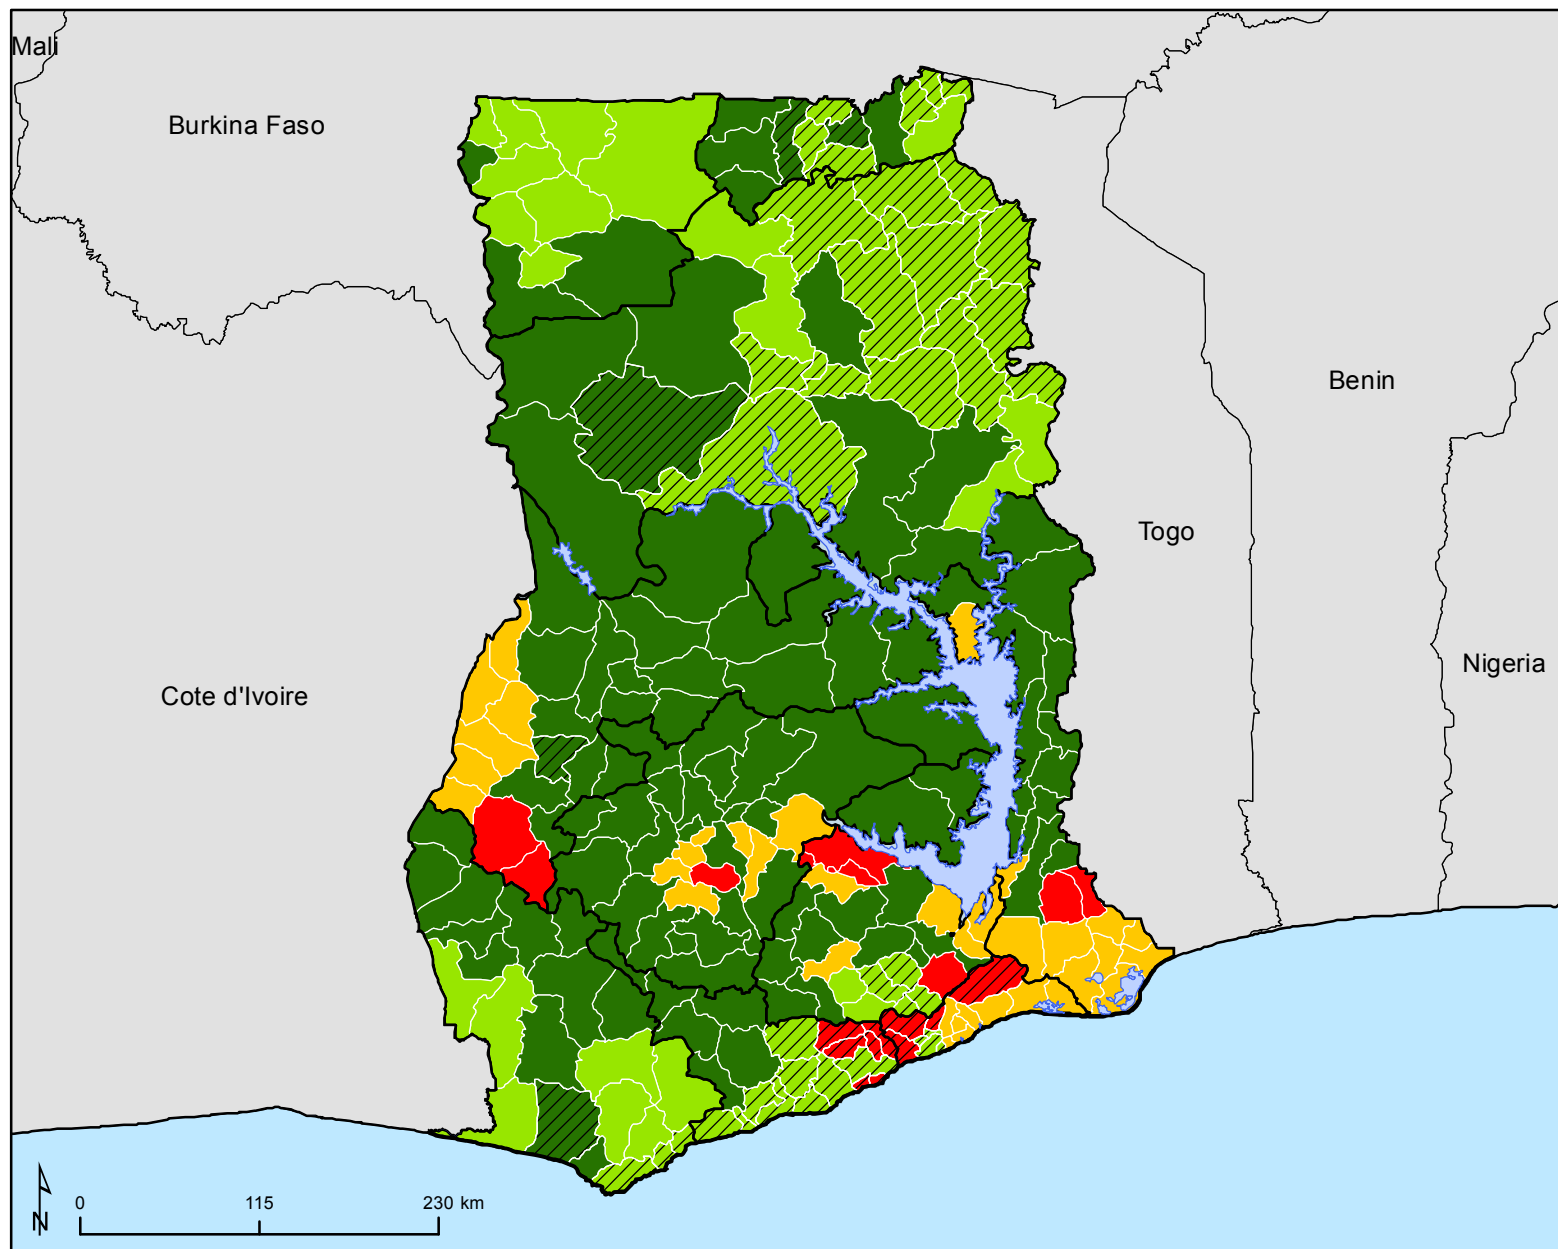 Mali
Burkina Faso
Benin
Togo
Nigeria
Cote d'Ivoire
N
0 115 230 km